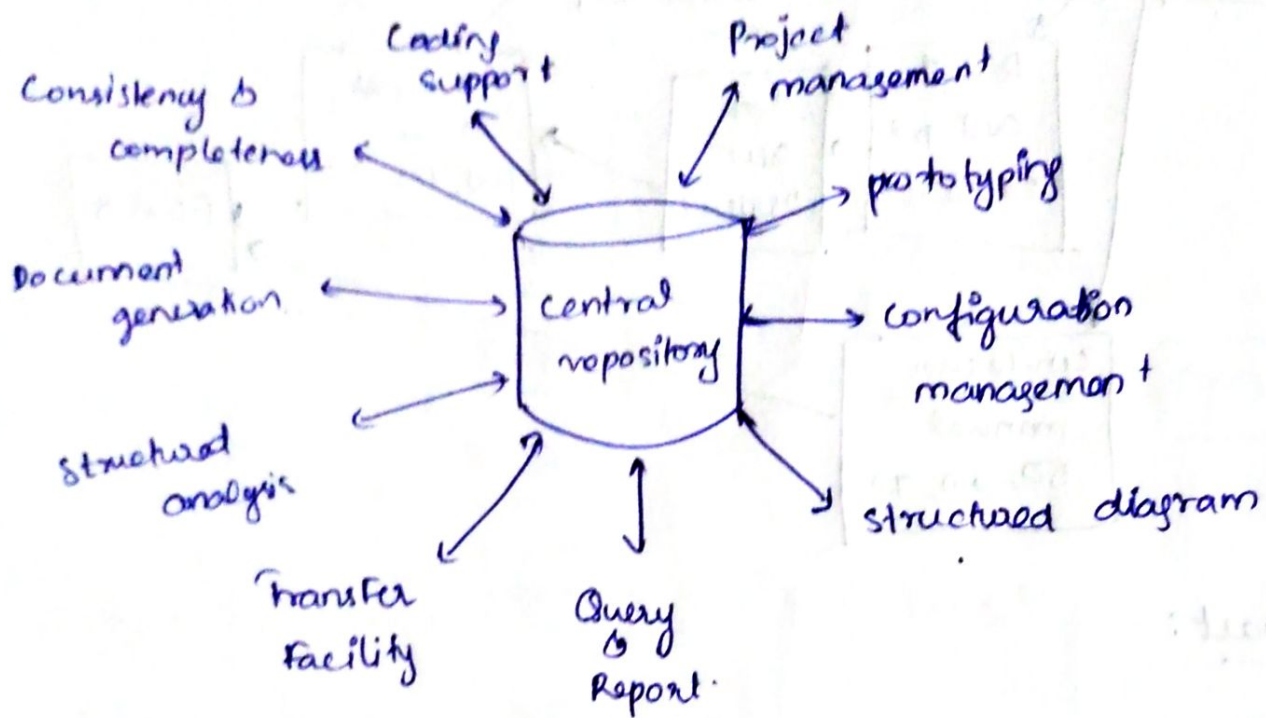 Coding
support
Project
management
Consistency &
completeness
prototyping
Document
generation
central
repository
configuration
management
structured
analysis
structured diagram
Transfer
Facility
Query
&
Report.